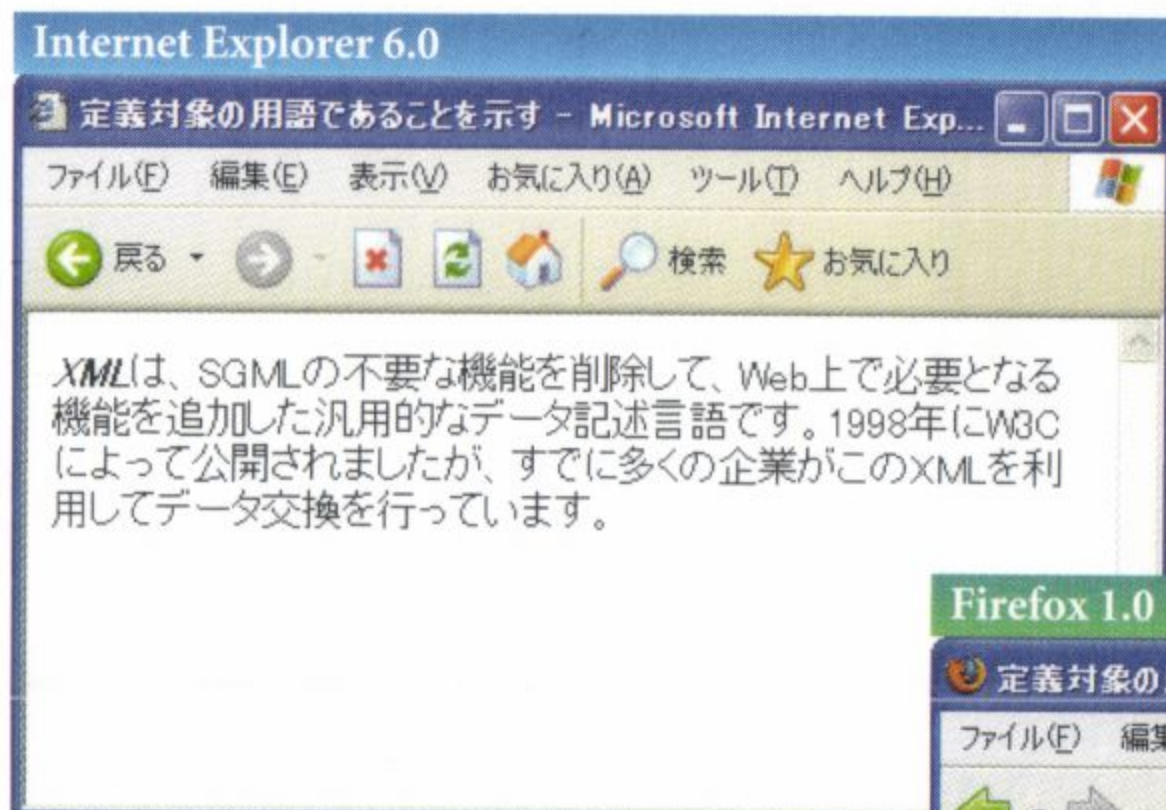 Internet Explorer 6.0
定義対象の用語であることを示す - Microsoft Internet Exp...
ファイル(F) 編集(E) 表示(V) お気に入り(A) ツール(T) ヘルプ(H)
戻る 検索 お気に入り
XMLは、SGMLの不要な機能を削除して、Web上で必要となる
機能を追加した汎用的なデータ記述言語です。1998年にW3C
によって公開されましたが、すでに多くの企業がこのXMLを利
用してデータ交換を行っています。
Firefox 1.0
定義対象の
ファイル(F) 編集